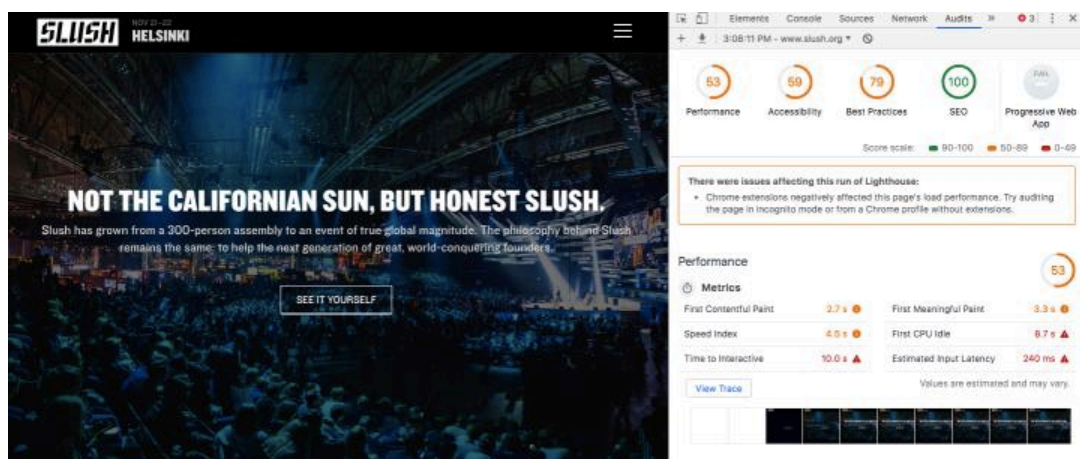 SLUSH
NOV 21–22
HELSINKI
NOT THE CALIFORNIAN SUN, BUT HONEST SLUSH.
Slush has grown from a 300-person assembly to an event of true global magnitude. The philosophy behind Slush
remains the same: to help the next generation of great, world-conquering founders.
SEE IT YOURSELF
Elements Console Sources Network Audits » 3
3:08:11 PM - www.slush.org
53 59 79 100
Performance Accessibility Best Practices SEO Progressive Web
App
Score scale: 90-100 50-89 0-49
There were issues affecting this run of Lighthouse:
• Chrome extensions negatively affected this page's load performance. Try auditing
the page in incognito mode or from a Chrome profile without extensions.
Performance 53
Metrics
First Contentful Paint 2.7 s First Meaningful Paint 3.3 s
Speed Index 4.5 s First CPU Idle 8.7 s
Time to Interactive 10.0 s Estimated Input Latency 240 ms
View Trace Values are estimated and may vary.